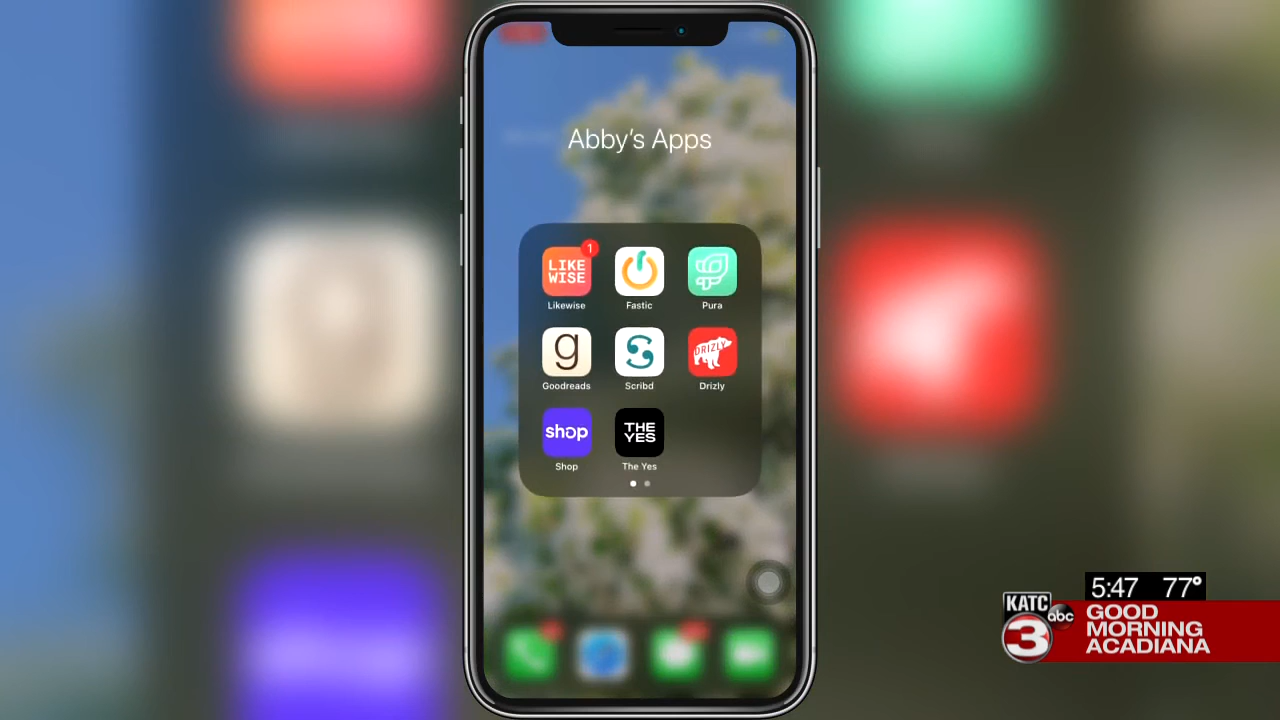 Abby's Apps
LIKE
WISE
1
Likewise
Fastic
Pura
g
Goodreads
Scribd
DRIZLY
Drizly
shop
Shop
THE
YES
The Yes
5:47 77°
KATC
3
abc
GOOD
MORNING
ACADIANA